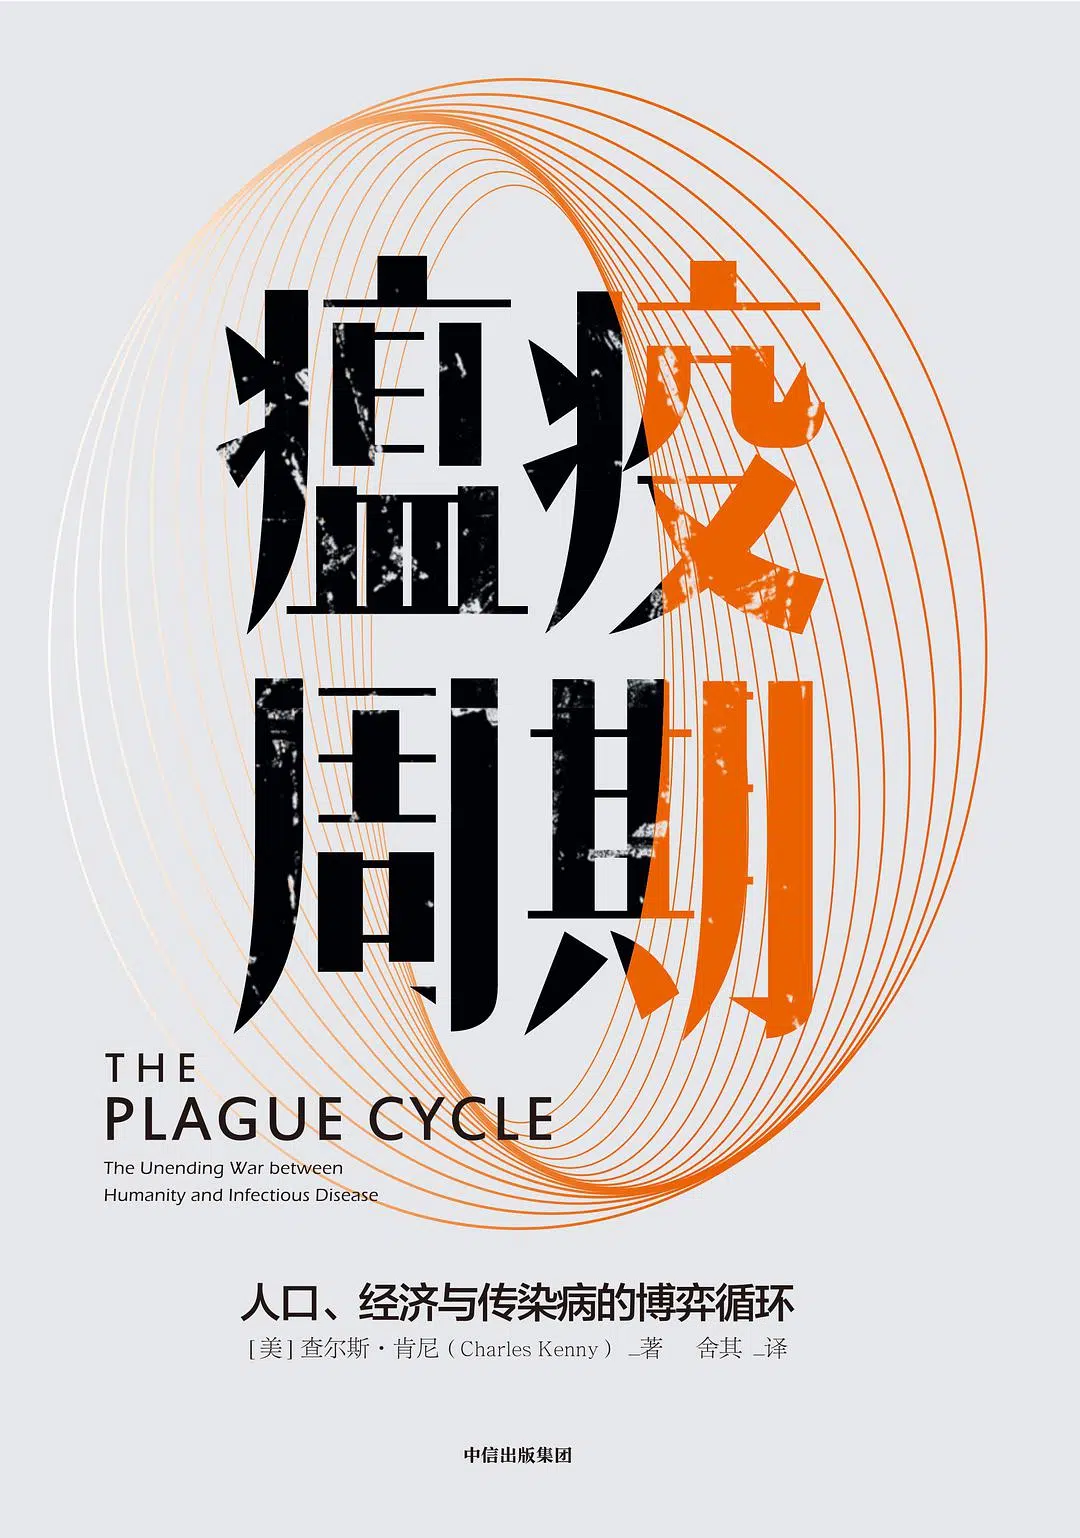 瘟疫
周期
THE
PLAGUE CYCLE
The Unending War between
Humanity and Infectious Disease
人口、经济与传染病的博弈循环
[美]查尔斯·肯尼（Charles Kenny）_著 舍其_译
中信出版集团